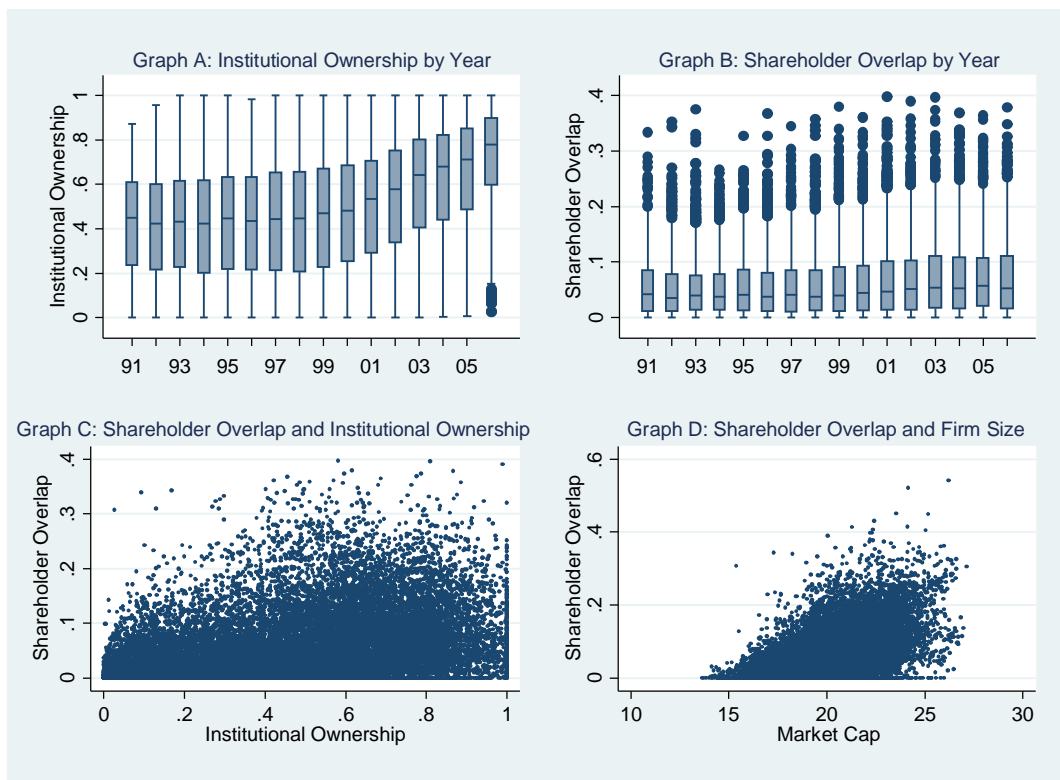 Graph A: Institutional Ownership by Year
Institutional Ownership
0 .2 .4 .6 .8 1
91 93 95 97 99 01 03 05
Graph B: Shareholder Overlap by Year
Shareholder Overlap
0 .1 .2 .3 .4
91 93 95 97 99 01 03 05
Graph C: Shareholder Overlap and Institutional Ownership
Shareholder Overlap
0 .1 .2 .3 .4
0 .2 .4 .6 .8 1
Institutional Ownership
Graph D: Shareholder Overlap and Firm Size
Shareholder Overlap
0 .2 .4 .6
10 15 20 25 30
Market Cap